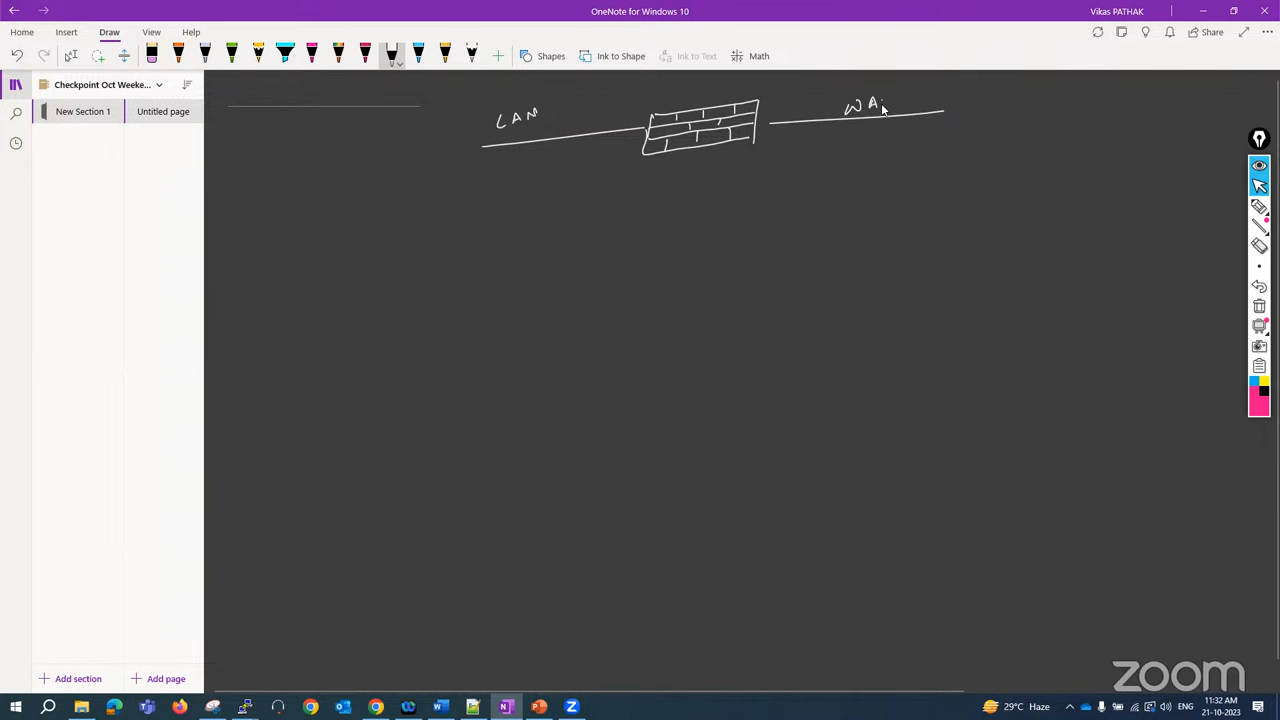 OneNote for Windows 10
Vikas PATHAK
Home Insert Draw View Help
Share
Shapes Ink to Shape Ink to Text Math
Checkpoint Oct Weeke...
New Section 1 Untitled page
LAN
WA
Add section Add page
ZOOM
29°C Haze
ENG
11:32 AM
21-10-2023